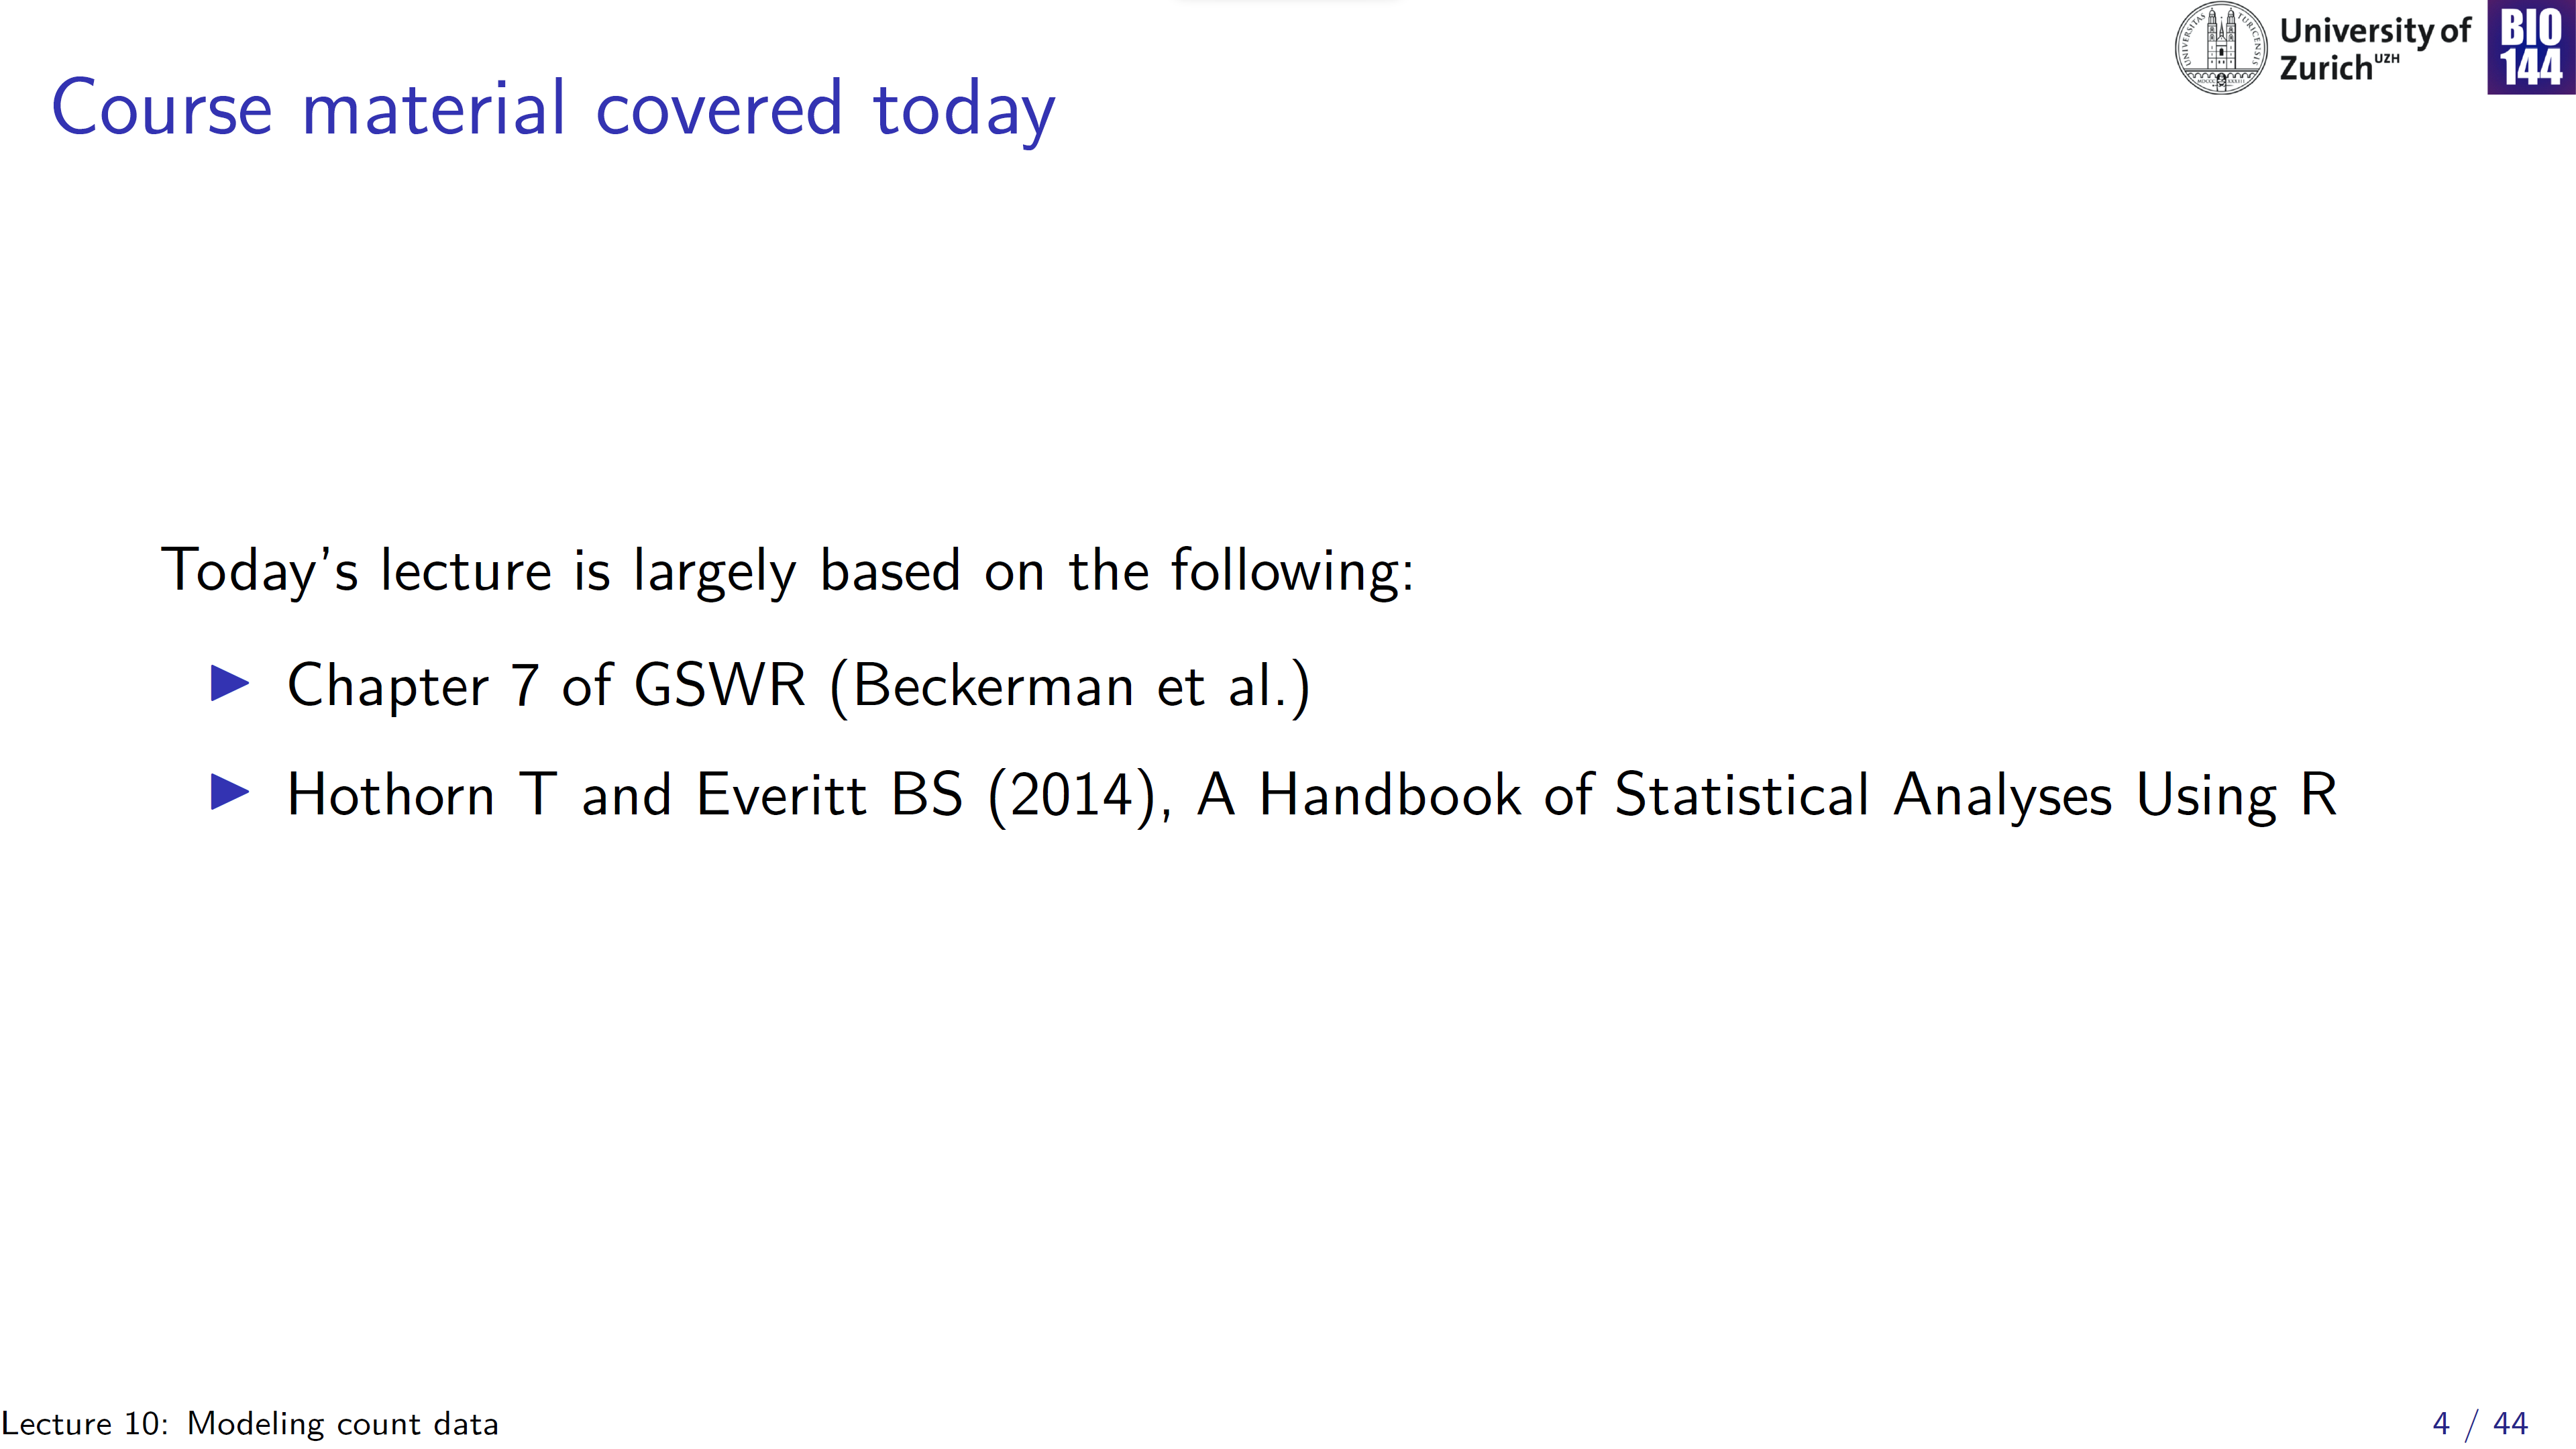 University of
Zurich UZH
BIO
144
Course material covered today
Today's lecture is largely based on the following:
▶ Chapter 7 of GSWR (Beckerman et al.)
▶ Hothorn T and Everitt BS (2014), A Handbook of Statistical Analyses Using R
Lecture 10: Modeling count data
4 / 44